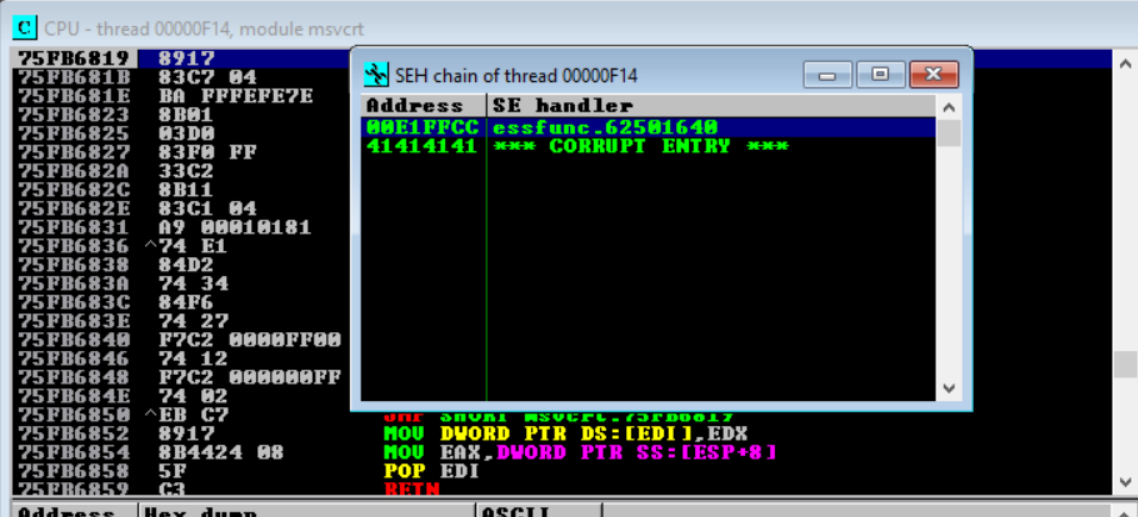 C CPU - thread 00000F14, module msvcrt
SEH chain of thread 00000F14
Address SE handler
00E1FFCC essfunc.62501640
41414141 *** CORRUPT ENTRY ***
75FB6819 8917
75FB681B 83C7 04
75FB681E BA FFFEFE7E
75FB6823 8B01
75FB6825 03D0
75FB6827 83F0 FF
75FB682A 33C2
75FB682C 8B11
75FB682E 83C1 04
75FB6831 A9 00010181
75FB6836 ^74 E1
75FB6838 84D2
75FB683A 74 34
75FB683C 84F6
75FB683E 74 27
75FB6840 F7C2 0000FF00
75FB6846 74 12
75FB6848 F7C2 000000FF
75FB684E 74 02
75FB6850 ^EB C7 JMP SHORT msvcrt.75FB6819
75FB6852 8917 MOV DWORD PTR DS:[EDI],EDX
75FB6854 8B4424 08 MOV EAX,DWORD PTR SS:[ESP+8]
75FB6858 5F POP EDI
75FB6859 C3 RETN
Address Hex dump ASCII